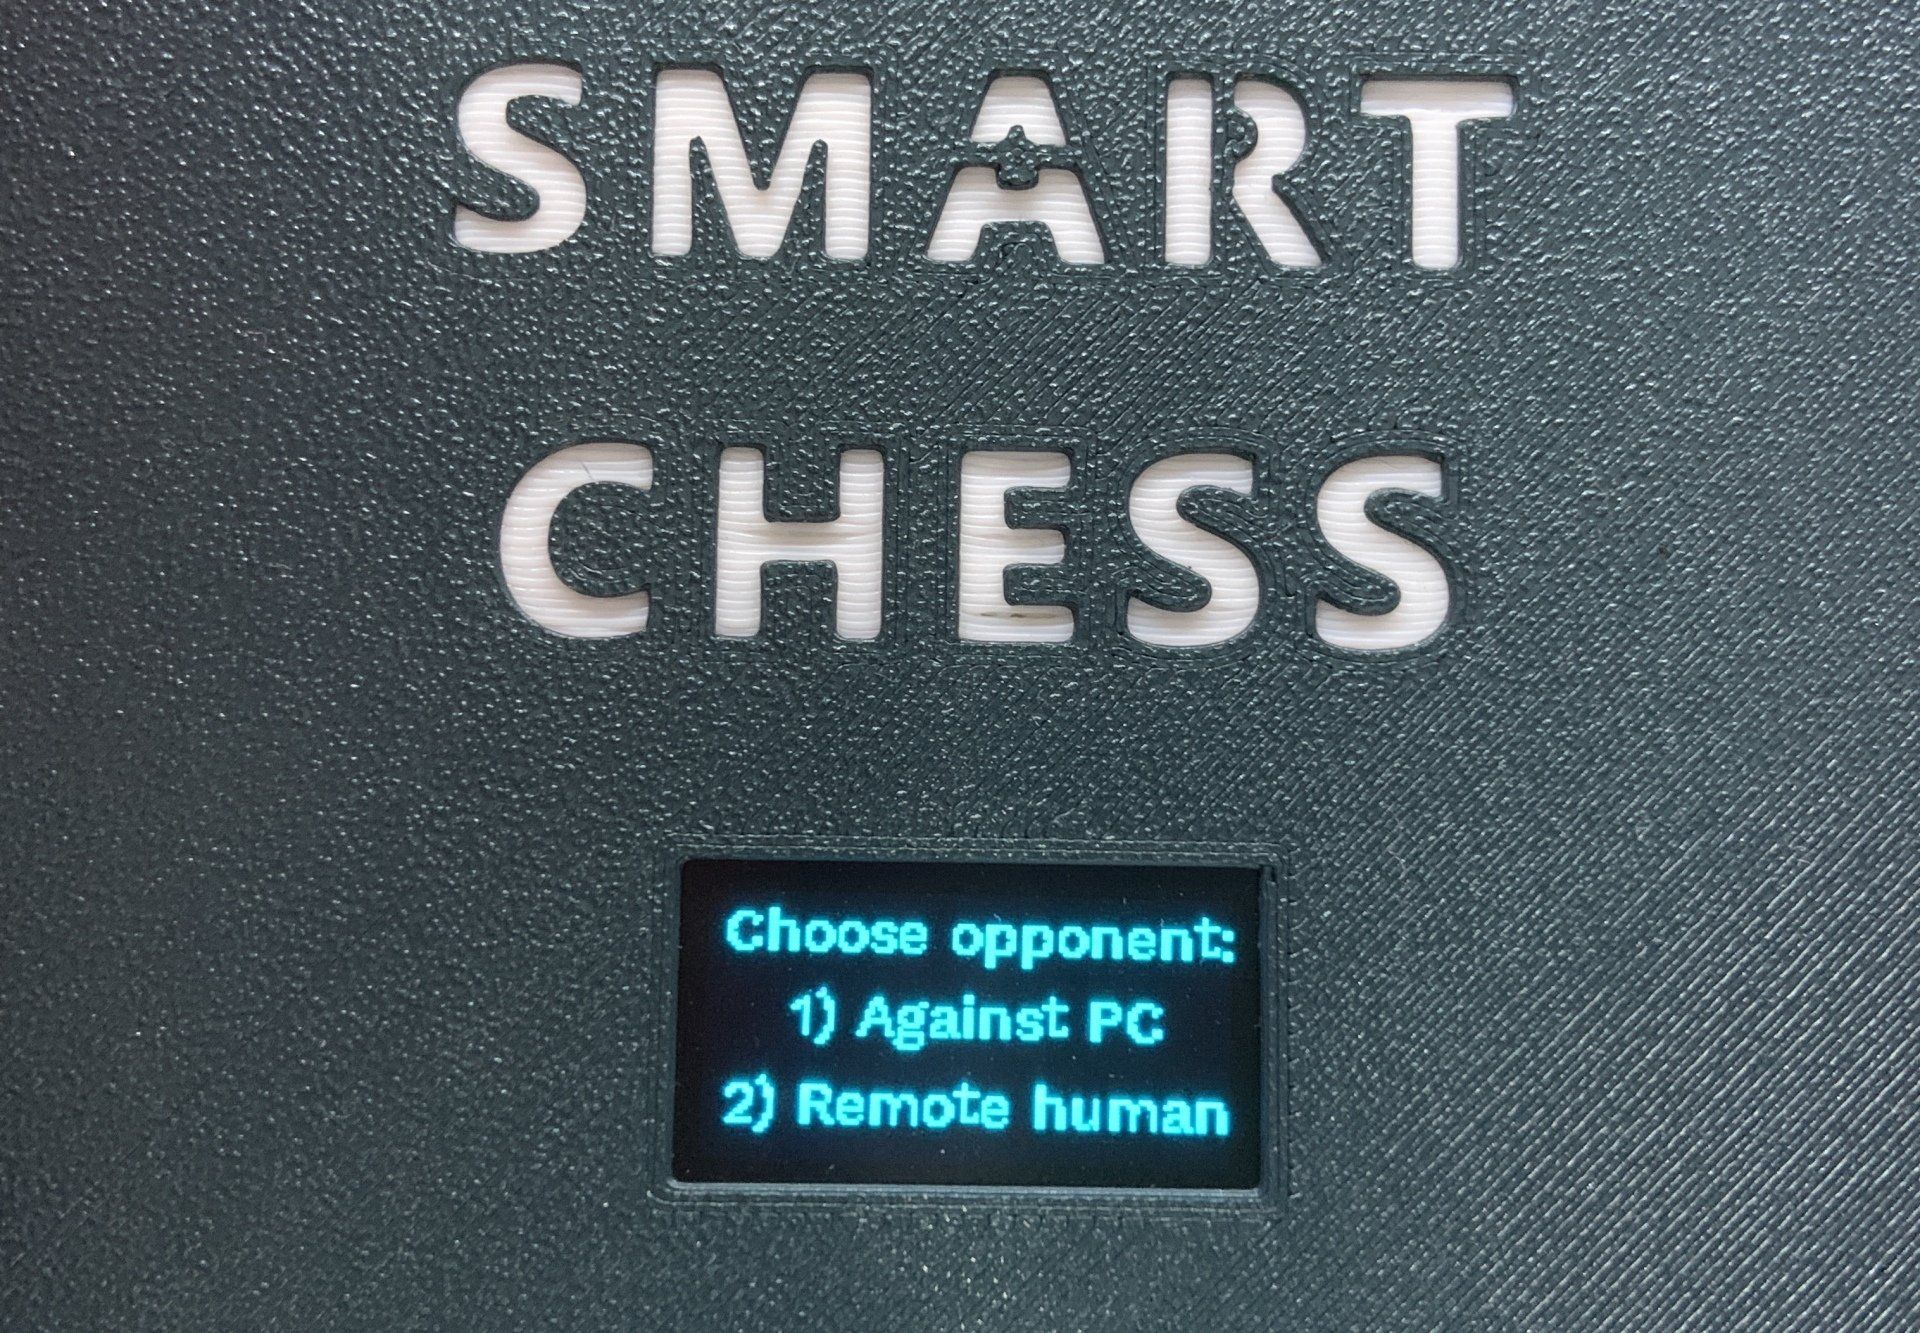 SMART
CHESS
Choose opponent:
1) Against PC
2) Remote human